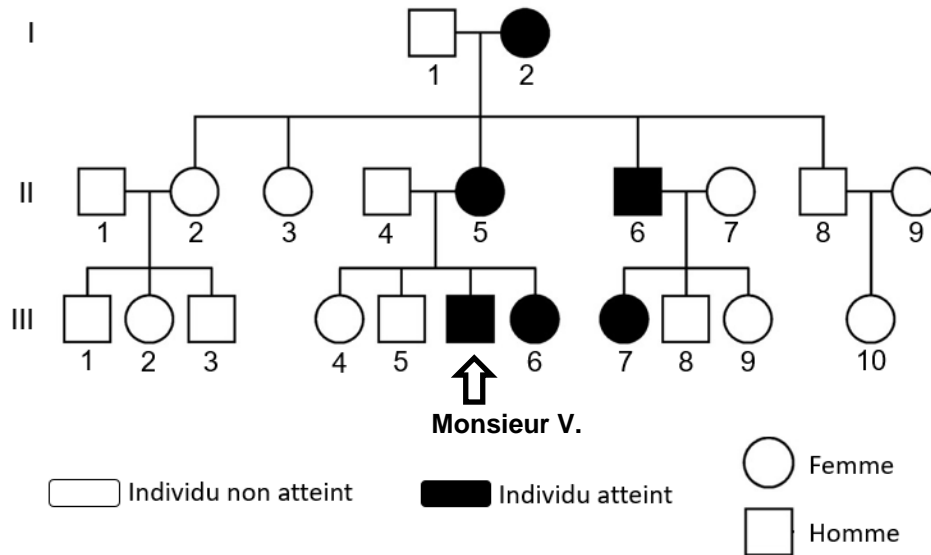 I
1 2
II
1 2 3 4 5 6 7 8 9
III
1 2 3 4 5 6 7 8 9 10
Monsieur V.
Individu non atteint Individu atteint Femme
Homme